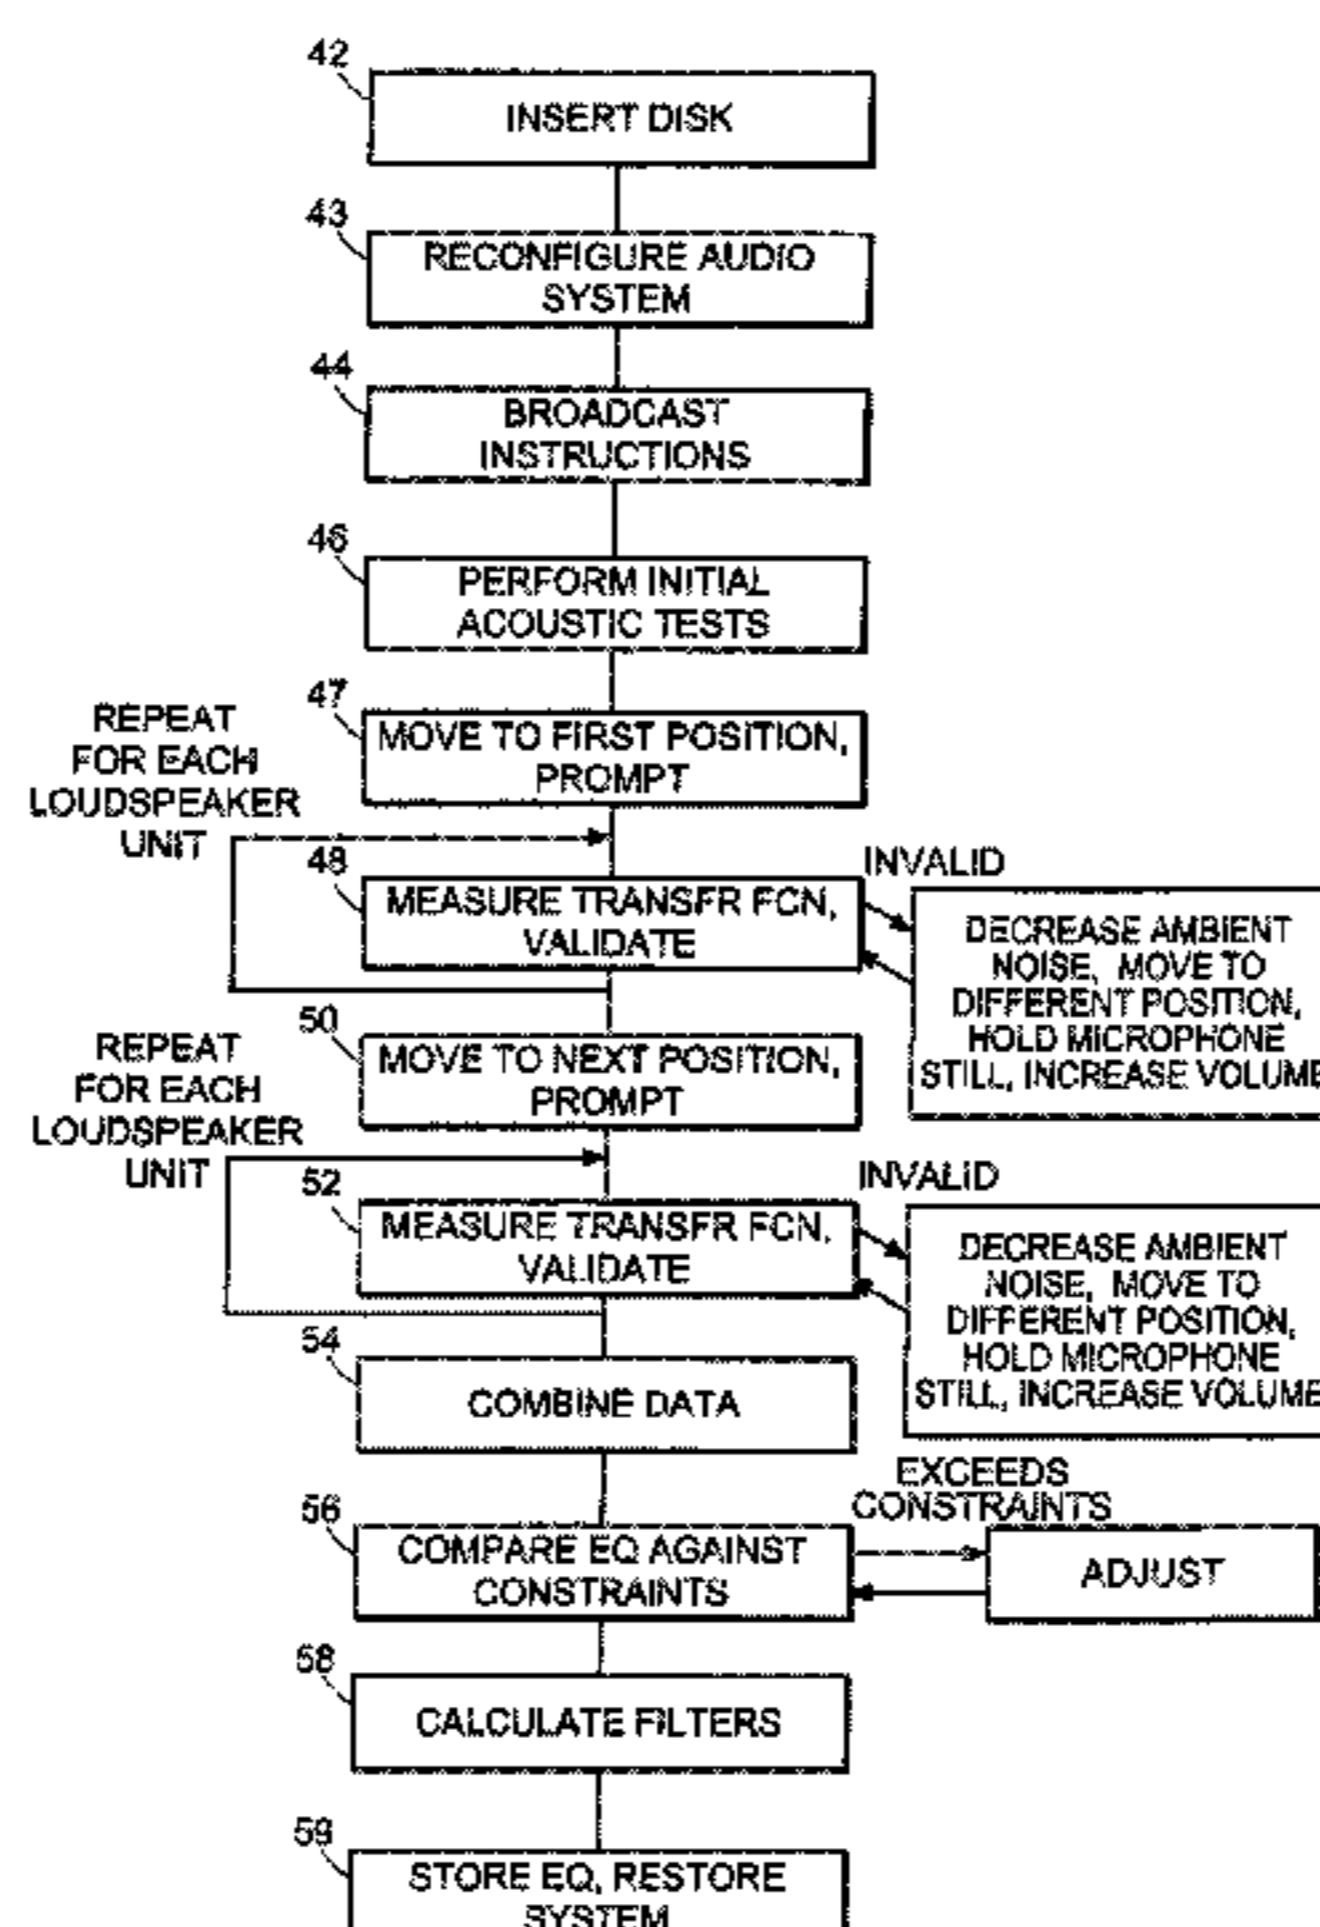 42
INSERT DISK
43
RECONFIGURE AUDIO
SYSTEM
44
BROADCAST
INSTRUCTIONS
46
PERFORM INITIAL
ACOUSTIC TESTS
47
MOVE TO FIRST POSITION,
PROMPT
REPEAT
FOR EACH
LOUDSPEAKER
UNIT
48
MEASURE TRANSFR FCN,
VALIDATE
INVALID
DECREASE AMBIENT
NOISE, MOVE TO
DIFFERENT POSITION,
HOLD MICROPHONE
STILL, INCREASE VOLUME
50
MOVE TO NEXT POSITION,
PROMPT
REPEAT
FOR EACH
LOUDSPEAKER
UNIT
52
MEASURE TRANSFR FCN,
VALIDATE
INVALID
DECREASE AMBIENT
NOISE, MOVE TO
DIFFERENT POSITION,
HOLD MICROPHONE
STILL, INCREASE VOLUME
54
COMBINE DATA
56
COMPARE EQ AGAINST
CONSTRAINTS
EXCEEDS
CONSTRAINTS
ADJUST
58
CALCULATE FILTERS
59
STORE EQ, RESTORE
SYSTEM